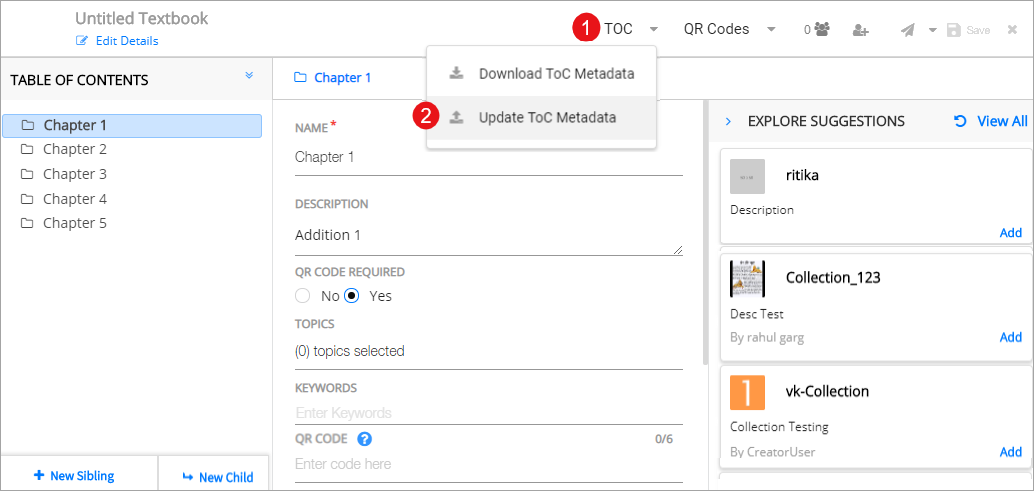 Untitled Textbook
Edit Details
1 TOC
QR Codes
0
Save
Download ToC Metadata
2 Update ToC Metadata
TABLE OF CONTENTS
Chapter 1
Chapter 2
Chapter 3
Chapter 4
Chapter 5
New Sibling
New Child
Chapter 1
NAME*
Chapter 1
DESCRIPTION
Addition 1
QR CODE REQUIRED
No Yes
TOPICS
(0) topics selected
KEYWORDS
Enter Keywords
QR CODE ? 0/6
Enter code here
EXPLORE SUGGESTIONS View All
ritika
Description
Add
Collection_123
Desc Test
By rahul garg Add
1
vk-Collection
Collection Testing
By CreatorUser Add